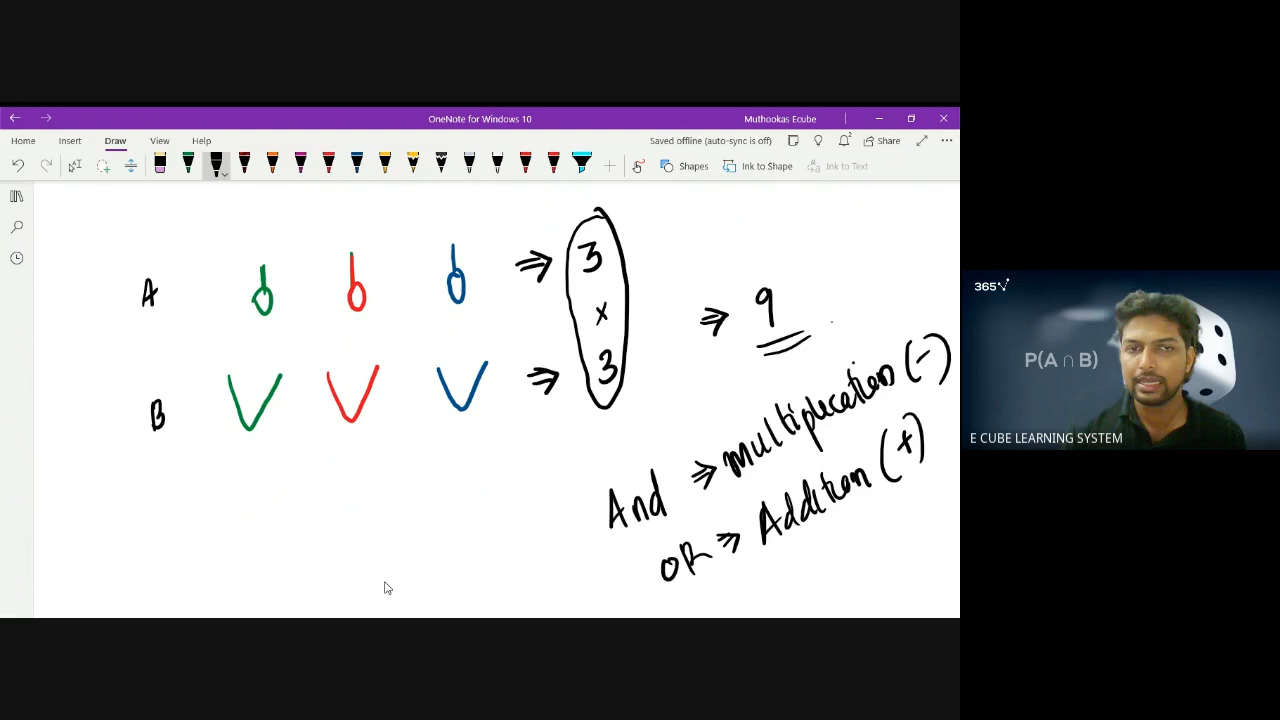 OneNote for Windows 10
Muthookas Ecube
Home Insert Draw View Help
Saved offline (auto-sync is off)
Share
Shapes
Ink to Shape
Ink to Text
A ⇒ 3
×
⇒ 9
B ⇒ 3
And ⇒ multiplication (-)
OR ⇒ Addition (+)
365
P(A ∩ B)
E CUBE LEARNING SYSTEM